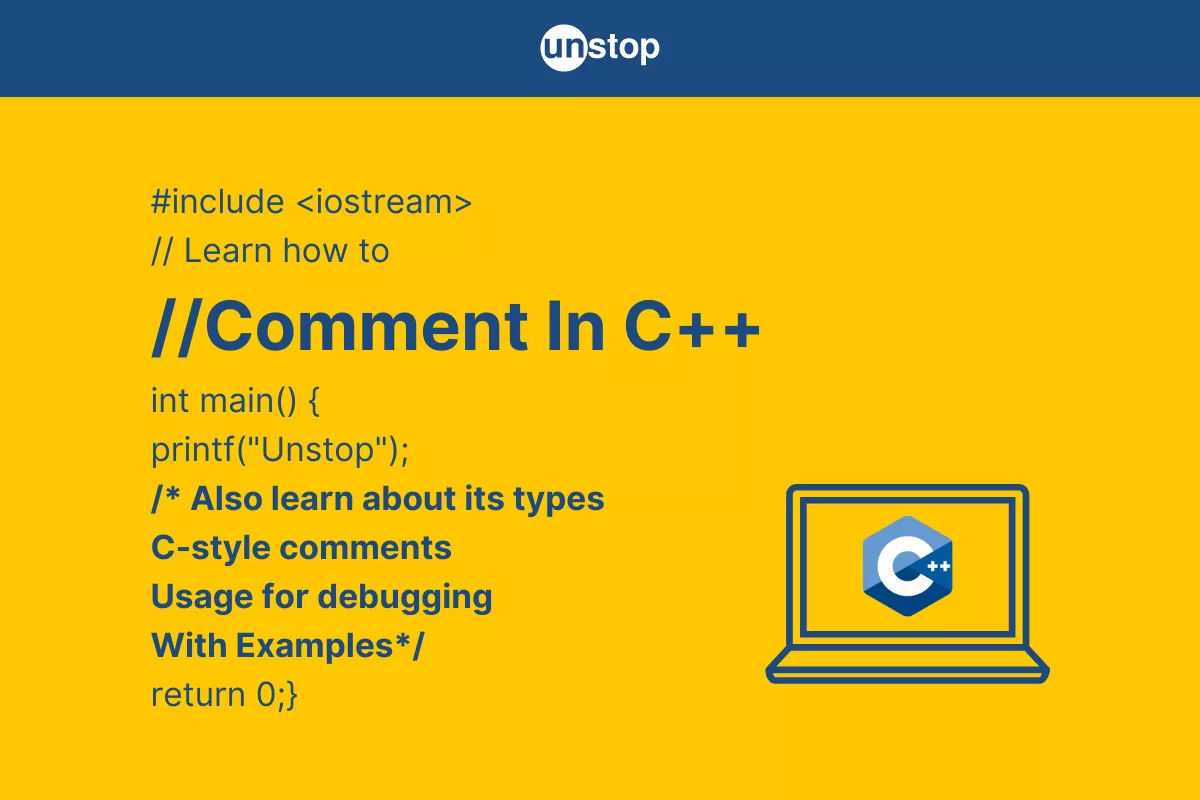 unstop
#include <iostream>
// Learn how to
//Comment In C++
int main() {
printf("Unstop");
/* Also learn about its types
C-style comments
Usage for debugging
With Examples*/
return 0;}
C++